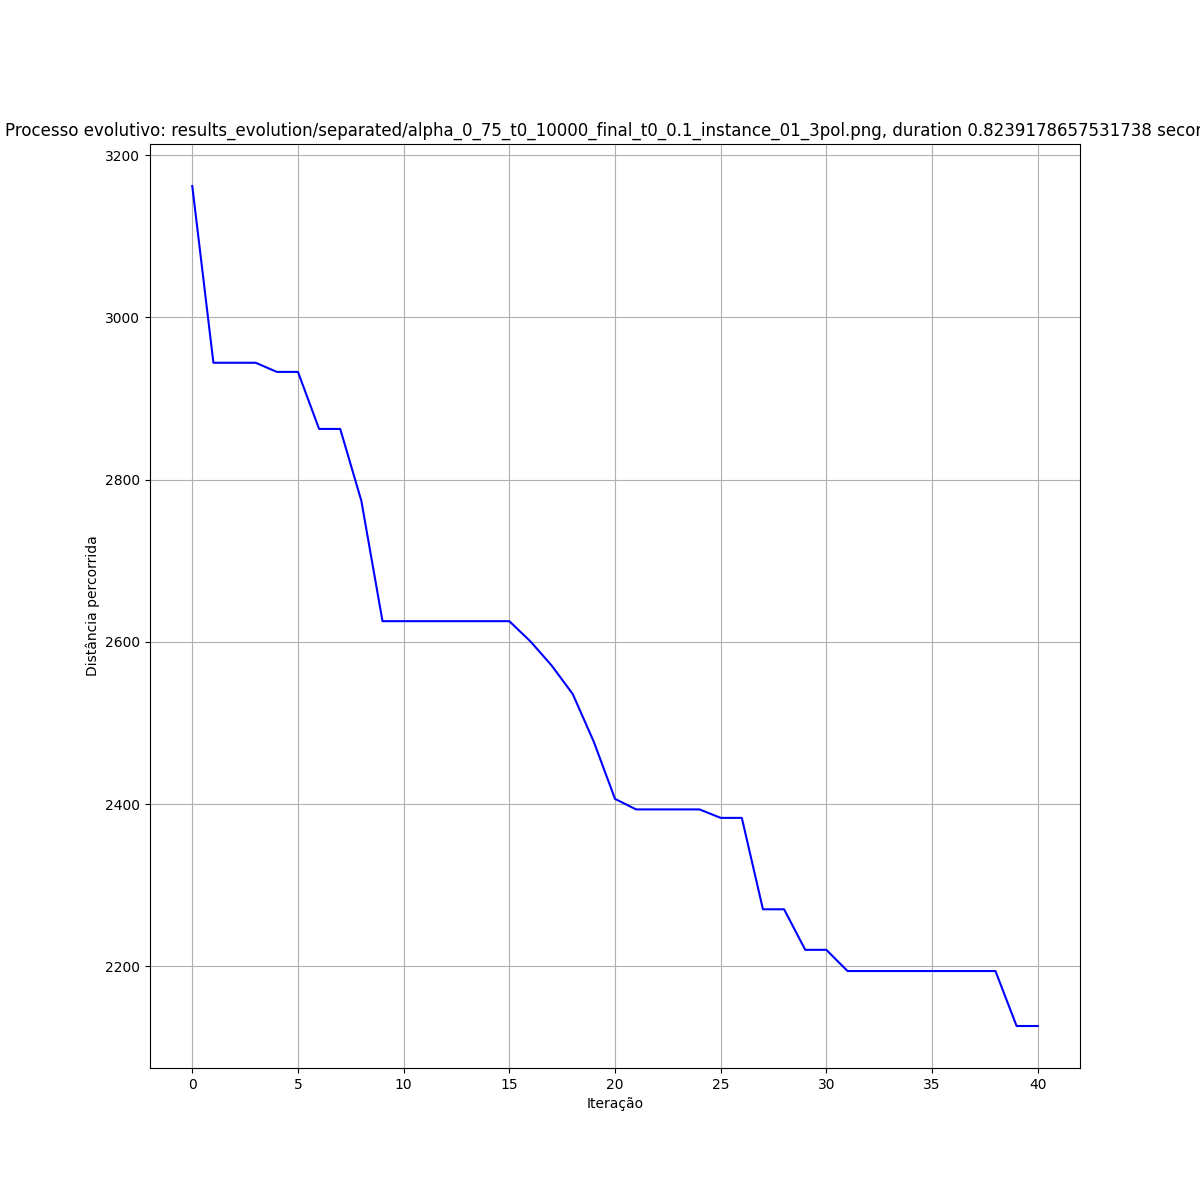 Processo evolutivo: results_evolution/separated/alpha_0_75_t0_10000_final_t0_0.1_instance_01_3pol.png, duration 0.8239178657531738
3200
3000
2800
2600
2400
2200
Distância percorrida
0 5 10 15 20 25 30 35 40
Iteração